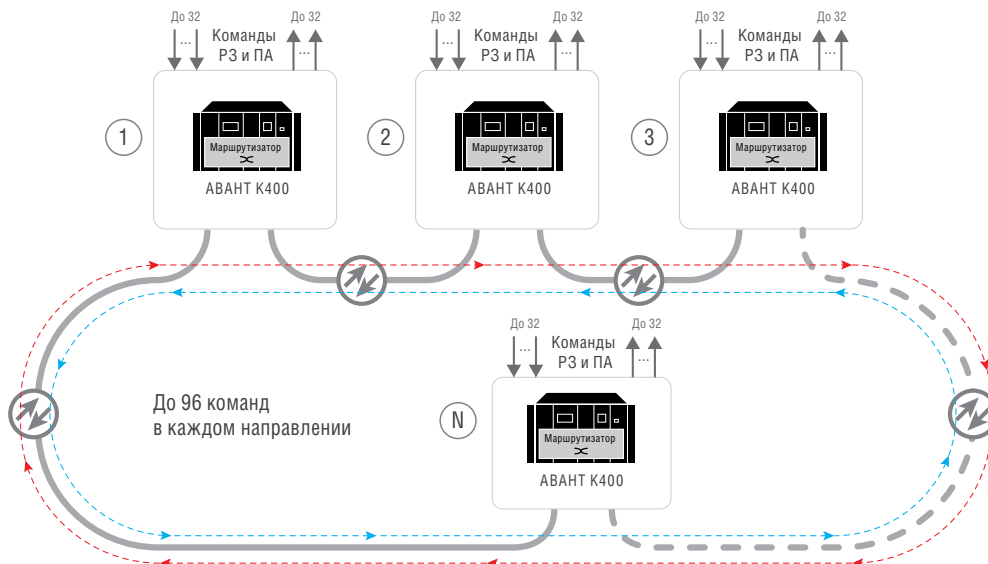 До 32
...
Команды
РЗ и ПА
До 32
...
1
Маршрутизатор
АВАНТ К400
До 32
...
Команды
РЗ и ПА
До 32
...
2
Маршрутизатор
АВАНТ К400
До 32
...
Команды
РЗ и ПА
До 32
...
3
Маршрутизатор
АВАНТ К400
До 32
...
Команды
РЗ и ПА
До 32
...
N
Маршрутизатор
АВАНТ К400
До 96 команд
в каждом направлении